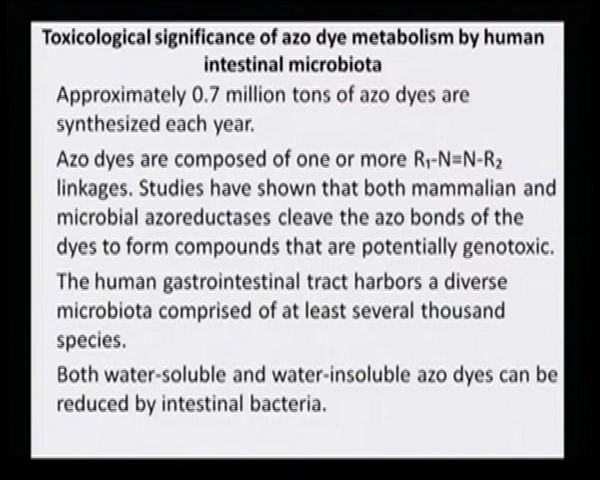 Toxicological significance of azo dye metabolism by human
intestinal microbiota
Approximately 0.7 million tons of azo dyes are
synthesized each year.
Azo dyes are composed of one or more R₁-N≡N-R₂
linkages. Studies have shown that both mammalian and
microbial azoreductases cleave the azo bonds of the
dyes to form compounds that are potentially genotoxic.
The human gastrointestinal tract harbors a diverse
microbiota comprised of at least several thousand
species.
Both water-soluble and water-insoluble azo dyes can be
reduced by intestinal bacteria.